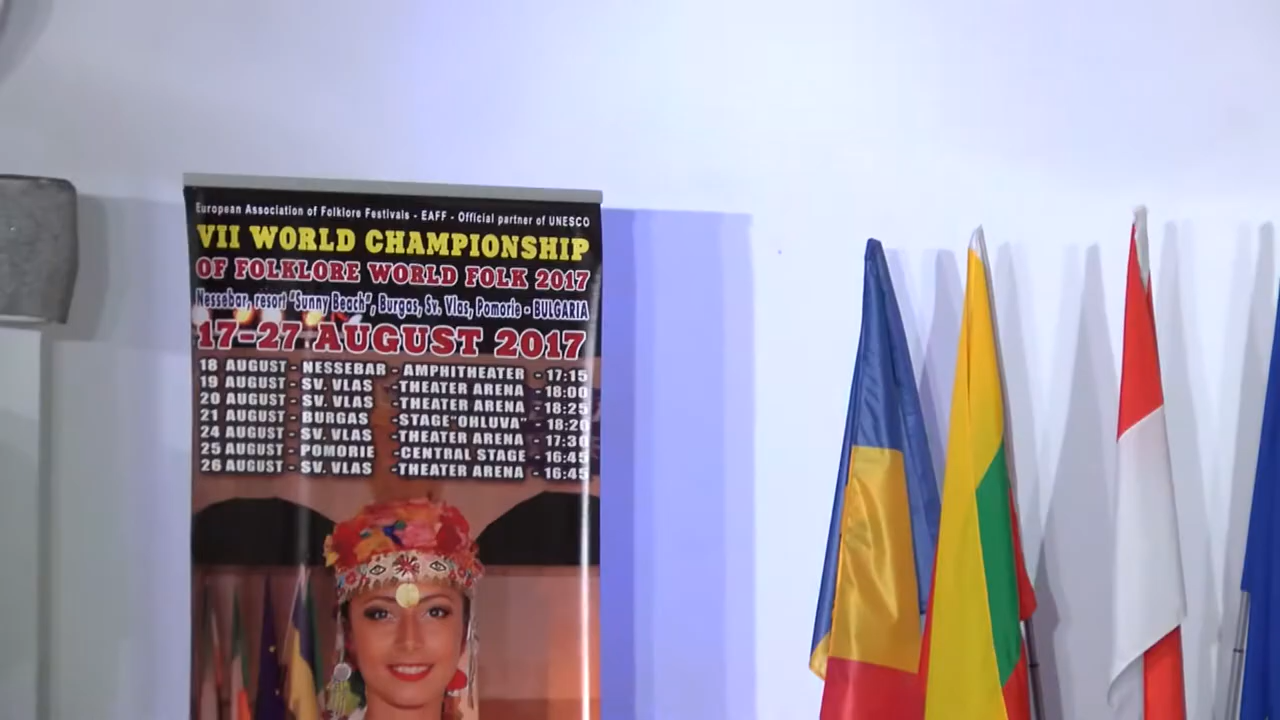 European Association of Folklore Festivals - EAFF - Official partner of UNESCO
VII WORLD CHAMPIONSHIP
OF FOLKLORE WORLD FOLK 2017
Nessebar, resort "Sunny Beach", Burgas, Sv. Vlas, Pomorie - BULGARIA
17-27 AUGUST 2017
18 AUGUST - NESSEBAR - AMPHITHEATER - 17:15
19 AUGUST - SV. VLAS -THEATER ARENA - 18:00
20 AUGUST - SV. VLAS -THEATER ARENA - 18:25
21 AUGUST - BURGAS -STAGE"OHLUVA" - 18:20
24 AUGUST - SV. VLAS -THEATER ARENA - 17:30
25 AUGUST - POMORIE -CENTRAL STAGE - 16:45
26 AUGUST - SV. VLAS -THEATER ARENA - 16:45